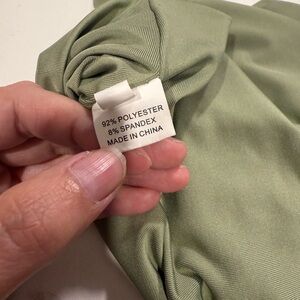 92% POLYESTER
8% SPANDEX
MADE IN CHINA